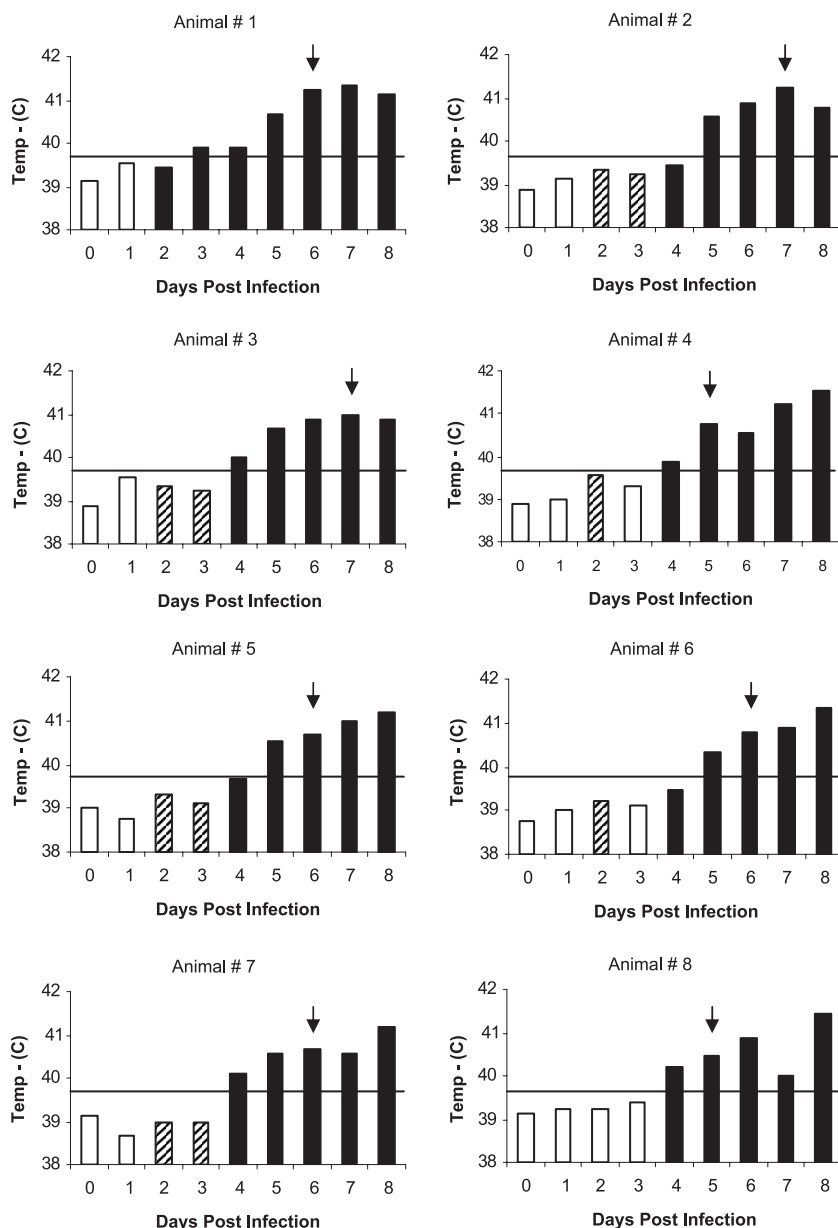 Animal # 1
42
41
40
39
38
Temp - (C)
0 1 2 3 4 5 6 7 8
Days Post Infection
Animal # 2
42
41
40
39
38
Temp - (C)
0 1 2 3 4 5 6 7 8
Days Post Infection
Animal # 3
42
41
40
39
38
Temp - (C)
0 1 2 3 4 5 6 7 8
Days Post Infection
Animal # 4
42
41
40
39
38
Temp - (C)
0 1 2 3 4 5 6 7 8
Days Post Infection
Animal # 5
42
41
40
39
38
Temp - (C)
0 1 2 3 4 5 6 7 8
Days Post Infection
Animal # 6
42
41
40
39
38
Temp - (C)
0 1 2 3 4 5 6 7 8
Days Post Infection
Animal # 7
42
41
40
39
38
Temp - (C)
0 1 2 3 4 5 6 7 8
Days Post Infection
Animal # 8
42
41
40
39
38
Temp - (C)
0 1 2 3 4 5 6 7 8
Days Post Infection